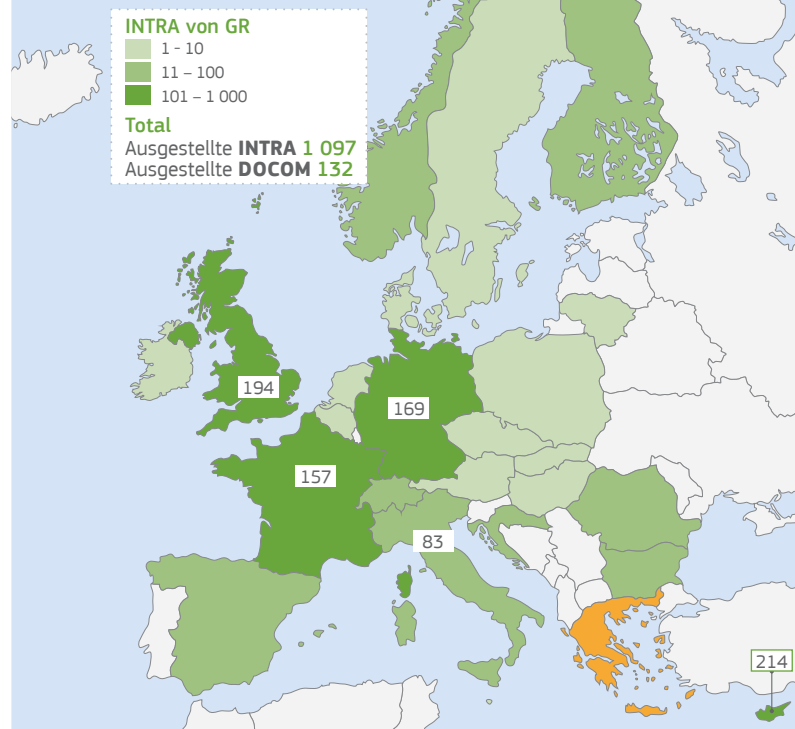 INTRA von GR
1 - 10
11 – 100
101 – 1 000
Total
Ausgestellte INTRA 1 097
Ausgestellte DOCOM 132
194
169
157
83
214